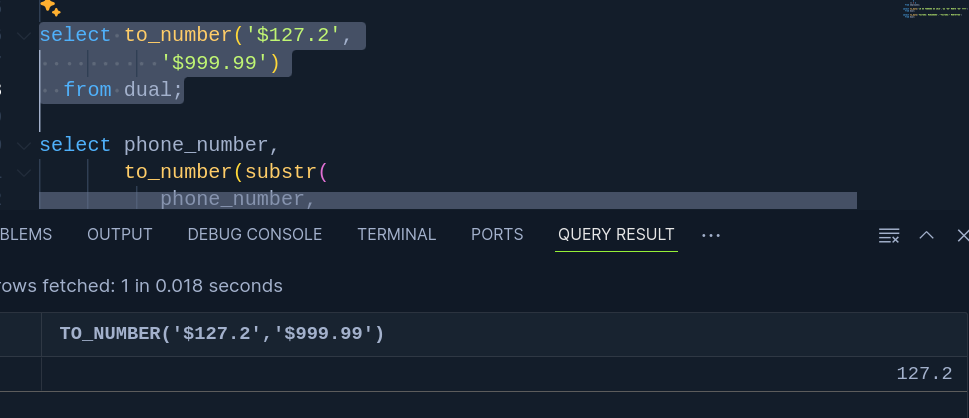 select to_number('$127.2',
'$999.99')
from dual;
select phone_number,
to_number(substr(
phone_number,
BLEMS OUTPUT DEBUG CONSOLE TERMINAL PORTS QUERY RESULT ...
rows fetched: 1 in 0.018 seconds
TO_NUMBER('$127.2','$999.99')
127.2